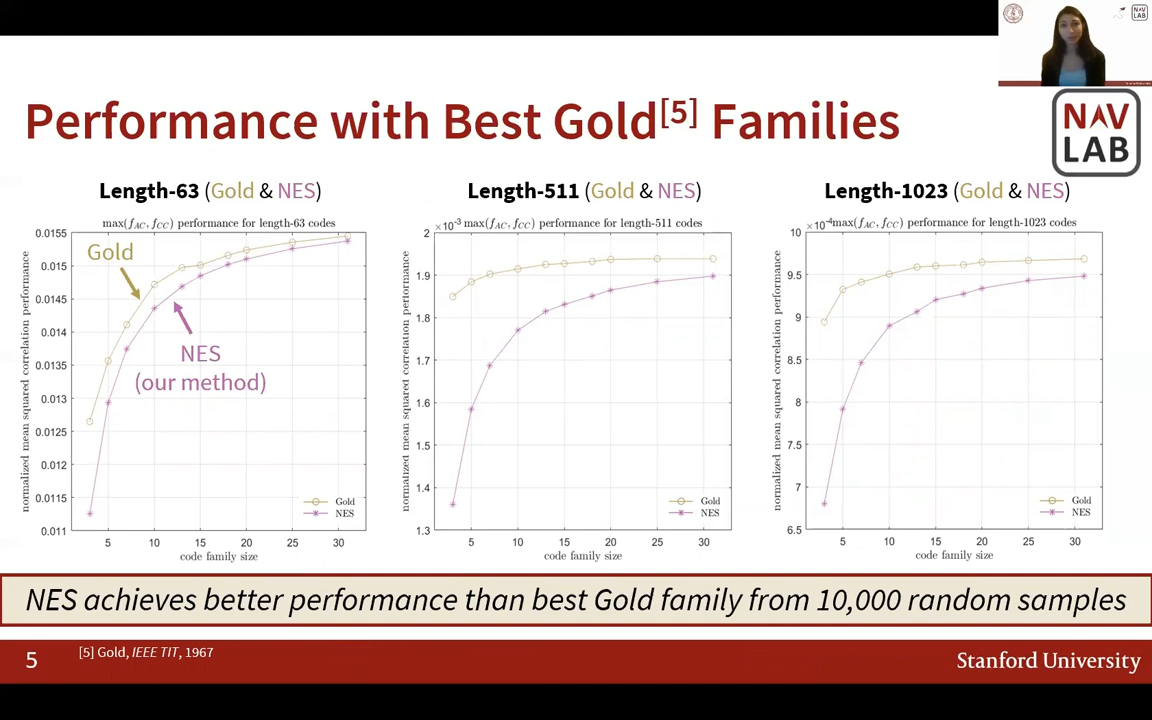 NAV
LAB
Performance with Best Gold[5] Families
NAV
LAB
Length-63 (Gold & NES)
max(f_AC, f_CC) performance for length-63 codes
normalized mean squared correlation performance
0.0155
0.015
0.0145
0.014
0.0135
0.013
0.0125
0.012
0.0115
0.011
Gold
NES
(our method)
Gold
NES
5 10 15 20 25 30
code family size
Length-511 (Gold & NES)
×10^-3 max(f_AC, f_CC) performance for length-511 codes
normalized mean squared correlation performance
2
1.9
1.8
1.7
1.6
1.5
1.4
1.3
Gold
NES
5 10 15 20 25 30
code family size
Length-1023 (Gold & NES)
×10^-4 max(f_AC, f_CC) performance for length-1023 codes
normalized mean squared correlation performance
10
9.5
9
8.5
8
7.5
7
6.5
Gold
NES
5 10 15 20 25 30
code family size
NES achieves better performance than best Gold family from 10,000 random samples
5
[5] Gold, IEEE TIT, 1967
Stanford University